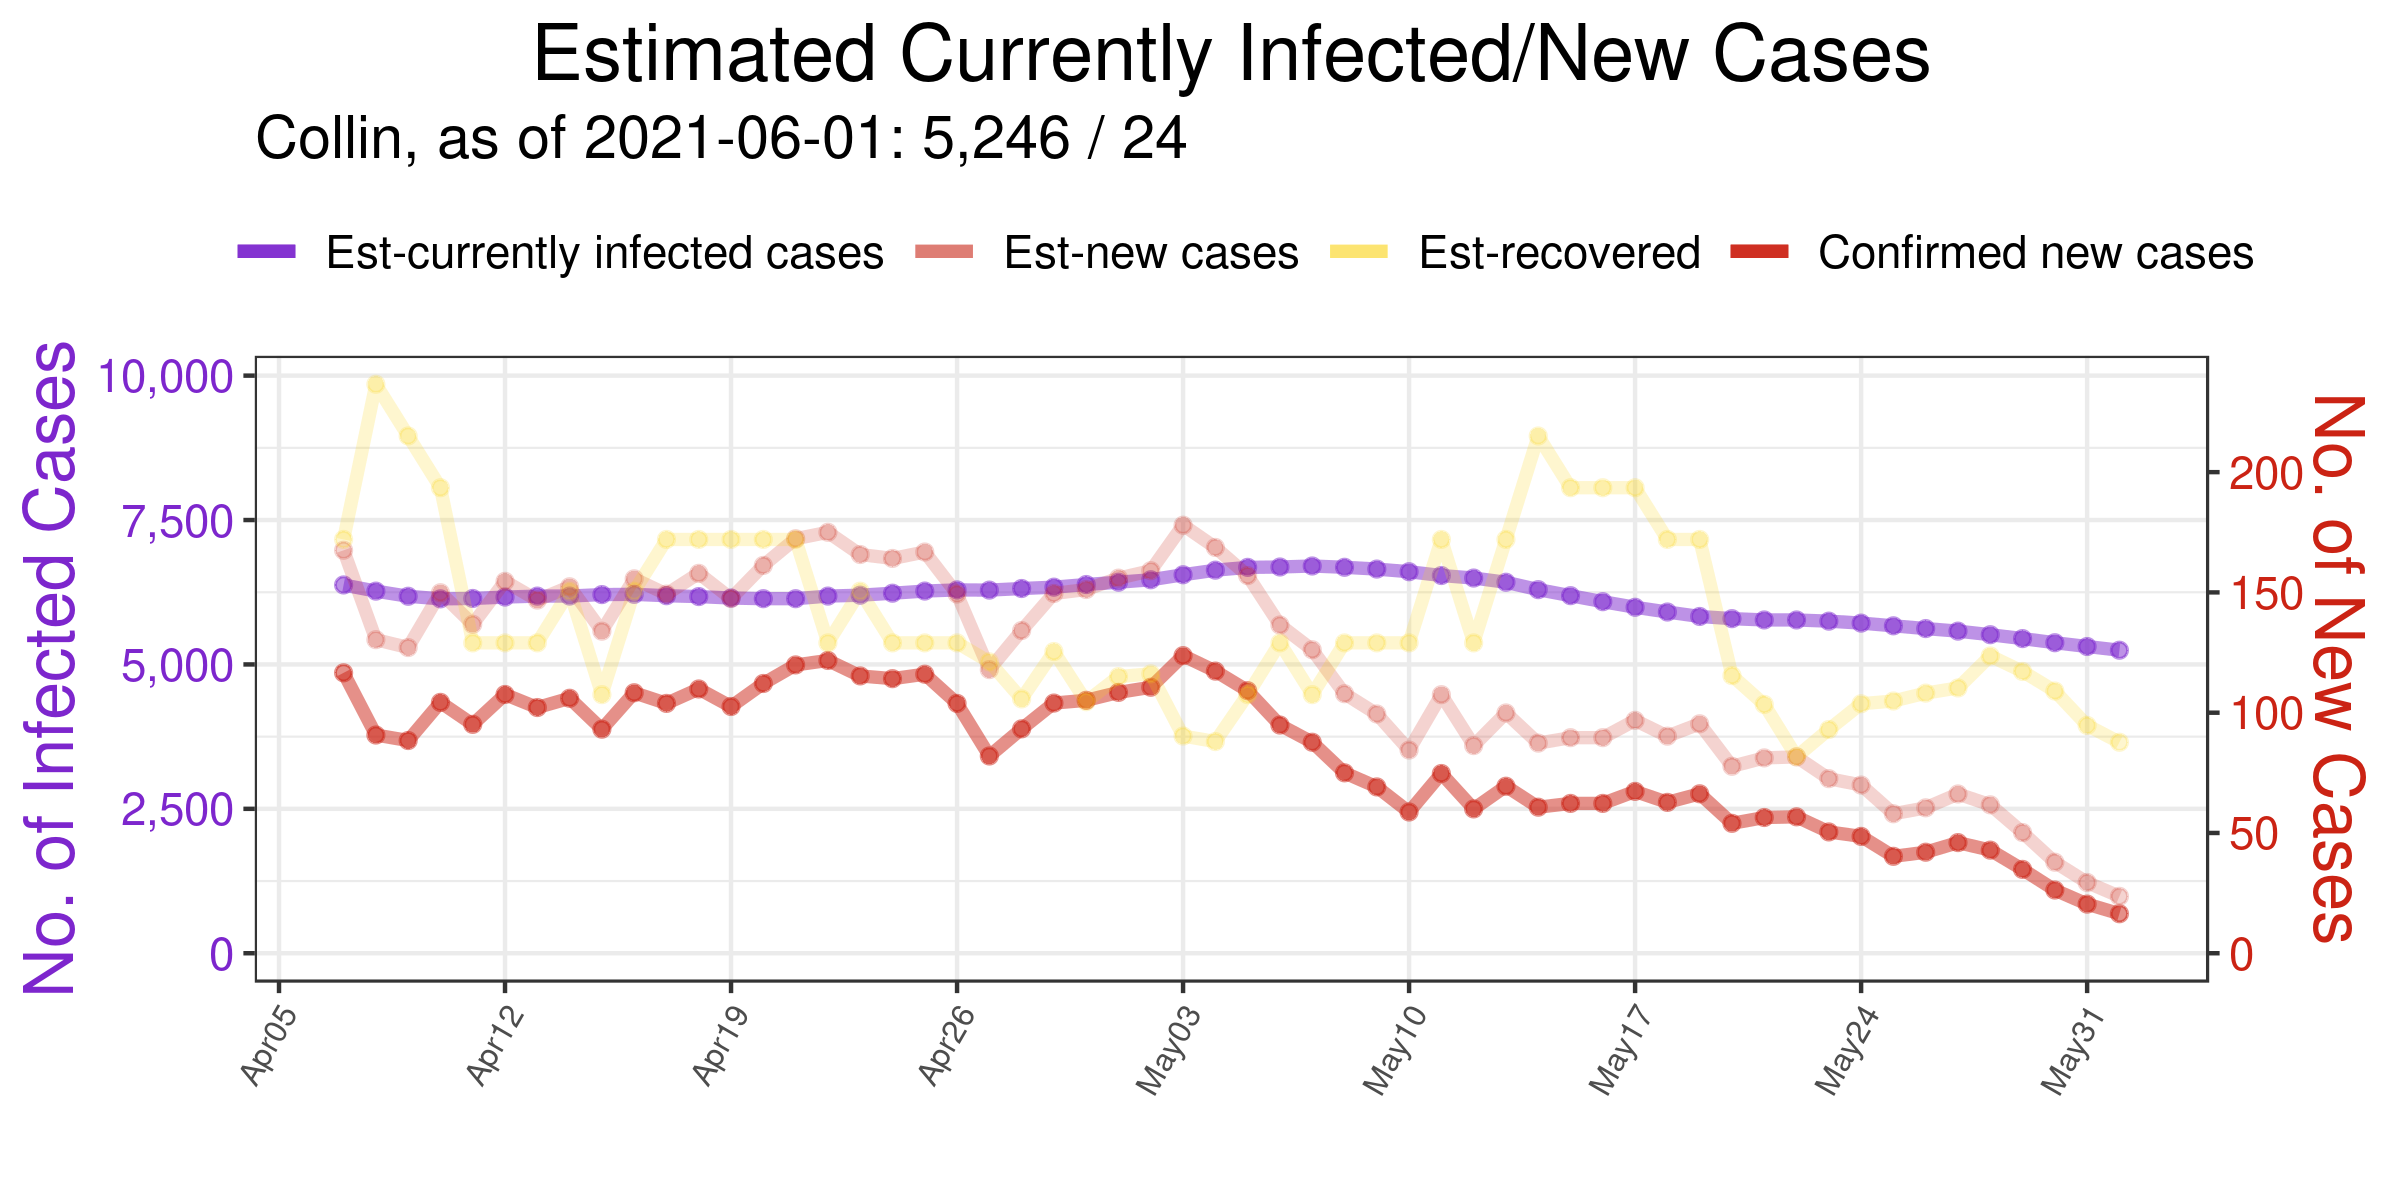 Estimated Currently Infected/New Cases
Collin, as of 2021-06-01: 5,246 / 24
Est-currently infected cases Est-new cases Est-recovered Confirmed new cases
No. of Infected Cases
10,000
7,500
5,000
2,500
0
No. of New Cases
200
150
100
50
0
Apr05 Apr12 Apr19 Apr26 May03 May10 May17 May24 May31